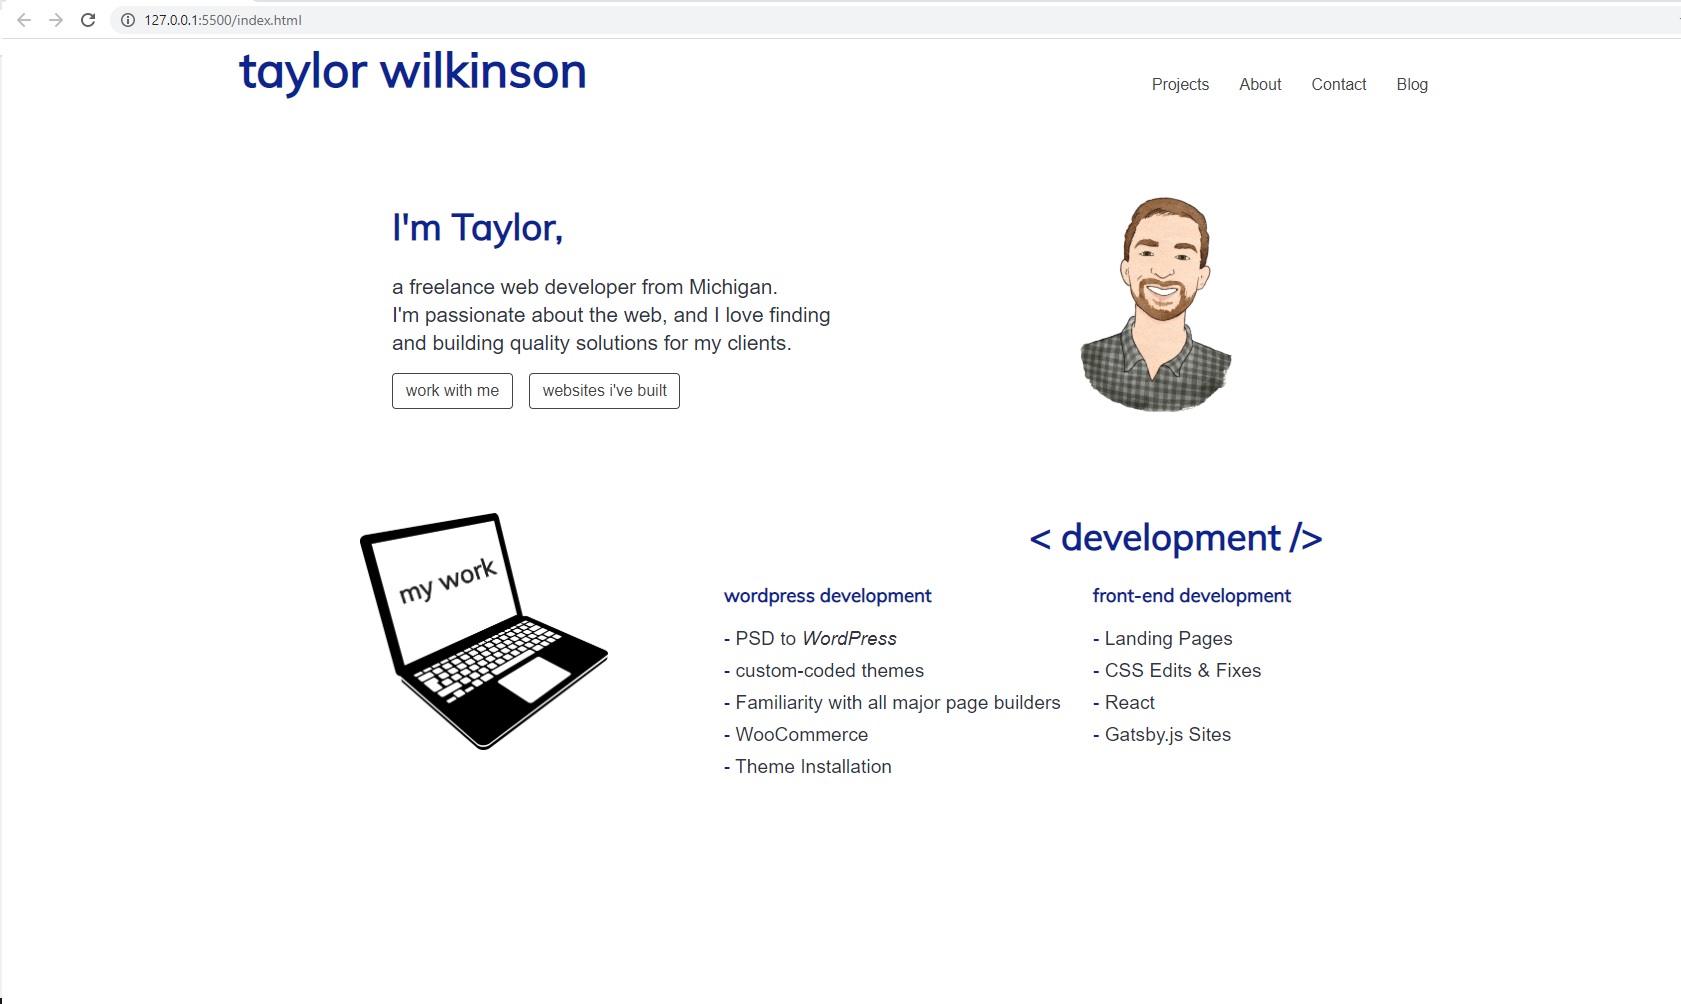 127.0.0.1:5500/index.html
taylor wilkinson
Projects About Contact Blog
I'm Taylor,
a freelance web developer from Michigan.
I'm passionate about the web, and I love finding
and building quality solutions for my clients.
work with me websites i've built
my work
< development />
wordpress development
- PSD to WordPress
- custom-coded themes
- Familiarity with all major page builders
- WooCommerce
- Theme Installation
front-end development
- Landing Pages
- CSS Edits & Fixes
- React
- Gatsby.js Sites